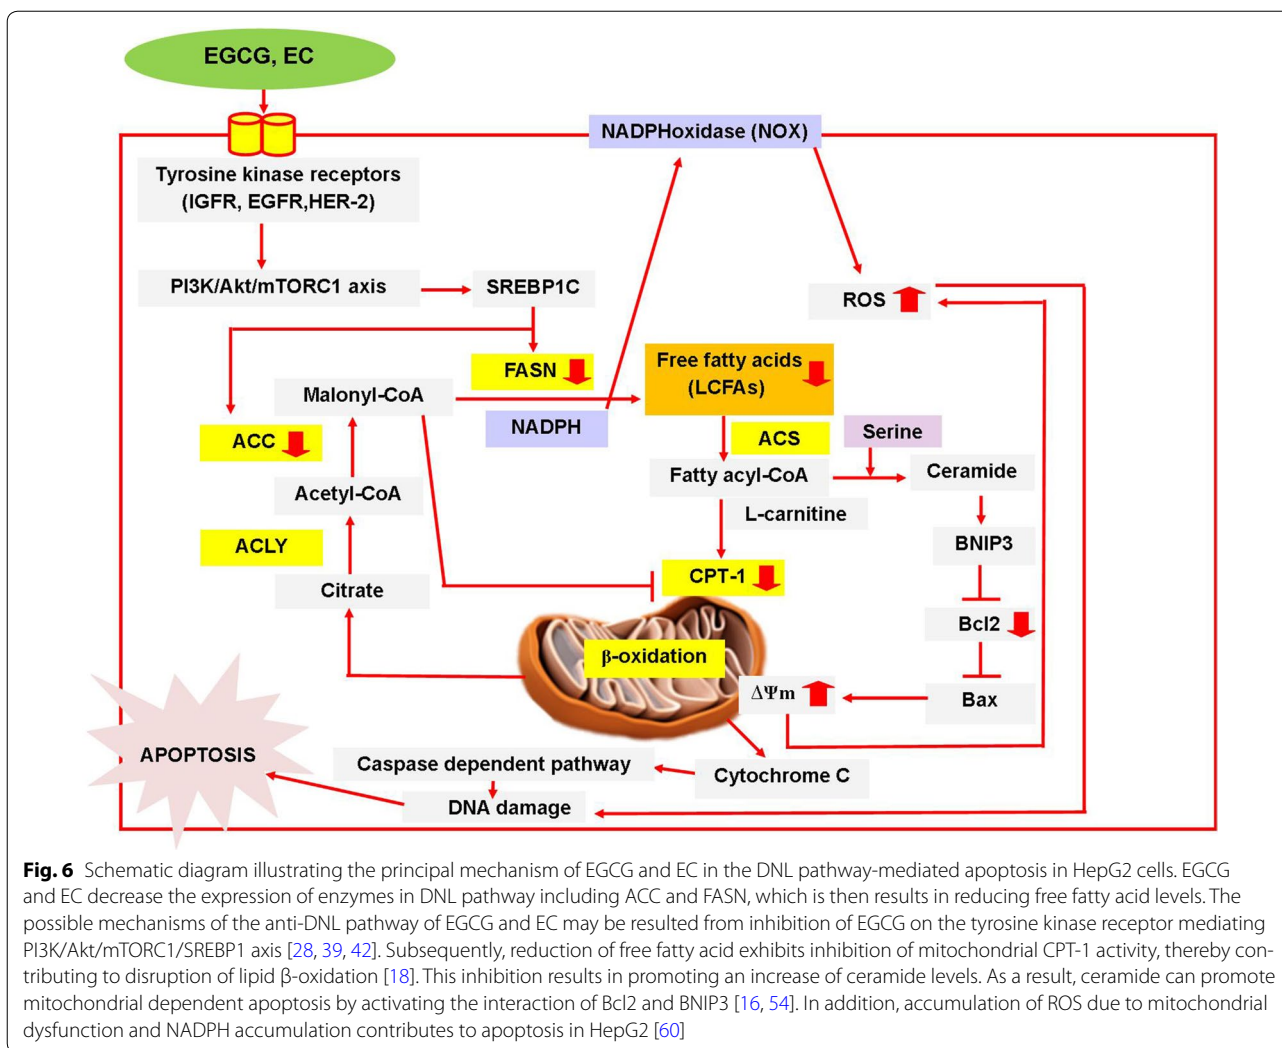 EGCG, EC
NADPHoxidase (NOX)
Tyrosine kinase receptors
(IGFR, EGFR,HER-2)
PI3K/Akt/mTORC1 axis
SREBP1C
ROS
FASN
Free fatty acids
(LCFAs)
Malonyl-CoA
NADPH
ACC
ACS
Serine
Fatty acyl-CoA
Ceramide
Acetyl-CoA
L-carnitine
ACLY
BNIP3
Citrate
CPT-1
Bcl2
β-oxidation
ΔΨm
Bax
APOPTOSIS
Caspase dependent pathway
Cytochrome C
DNA damage
Fig. 6 Schematic diagram illustrating the principal mechanism of EGCG and EC in the DNL pathway-mediated apoptosis in HepG2 cells. EGCG
and EC decrease the expression of enzymes in DNL pathway including ACC and FASN, which is then results in reducing free fatty acid levels. The
possible mechanisms of the anti-DNL pathway of EGCG and EC may be resulted from inhibition of EGCG on the tyrosine kinase receptor mediating
PI3K/Akt/mTORC1/SREBP1 axis [28, 39, 42]. Subsequently, reduction of free fatty acid exhibits inhibition of mitochondrial CPT-1 activity, thereby con-
tributing to disruption of lipid β-oxidation [18]. This inhibition results in promoting an increase of ceramide levels. As a result, ceramide can promote
mitochondrial dependent apoptosis by activating the interaction of Bcl2 and BNIP3 [16, 54]. In addition, accumulation of ROS due to mitochondrial
dysfunction and NADPH accumulation contributes to apoptosis in HepG2 [60]